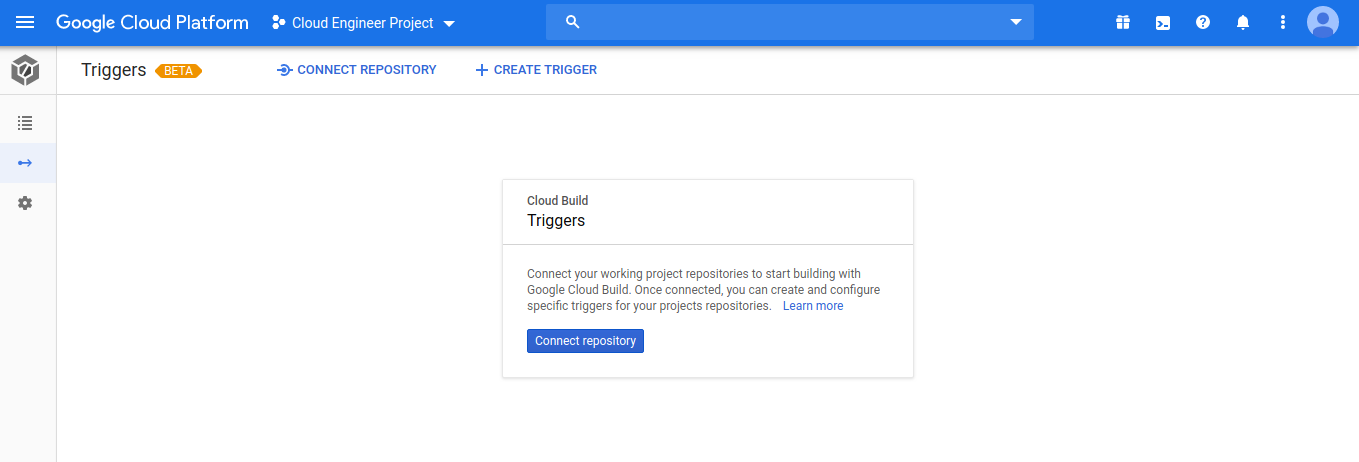 Google Cloud Platform Cloud Engineer Project
Triggers BETA CONNECT REPOSITORY CREATE TRIGGER
Cloud Build
Triggers
Connect your working project repositories to start building with
Google Cloud Build. Once connected, you can create and configure
specific triggers for your projects repositories. Learn more
Connect repository